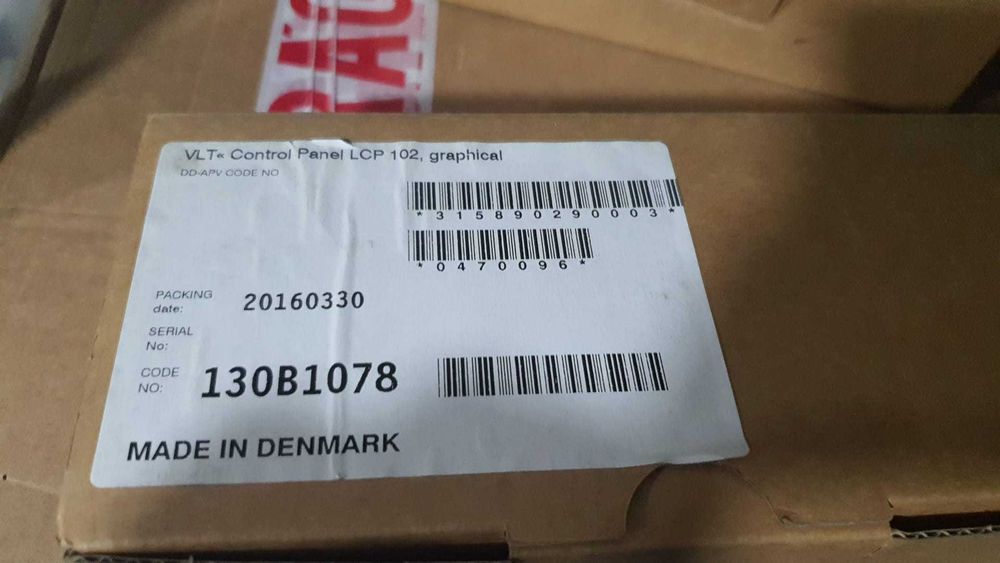 VLT« Control Panel LCP 102, graphical
DD-APV CODE NO
*315890290003*
*0470096*
PACKING
date: 20160330
SERIAL
No:
CODE
NO: 130B1078
MADE IN DENMARK